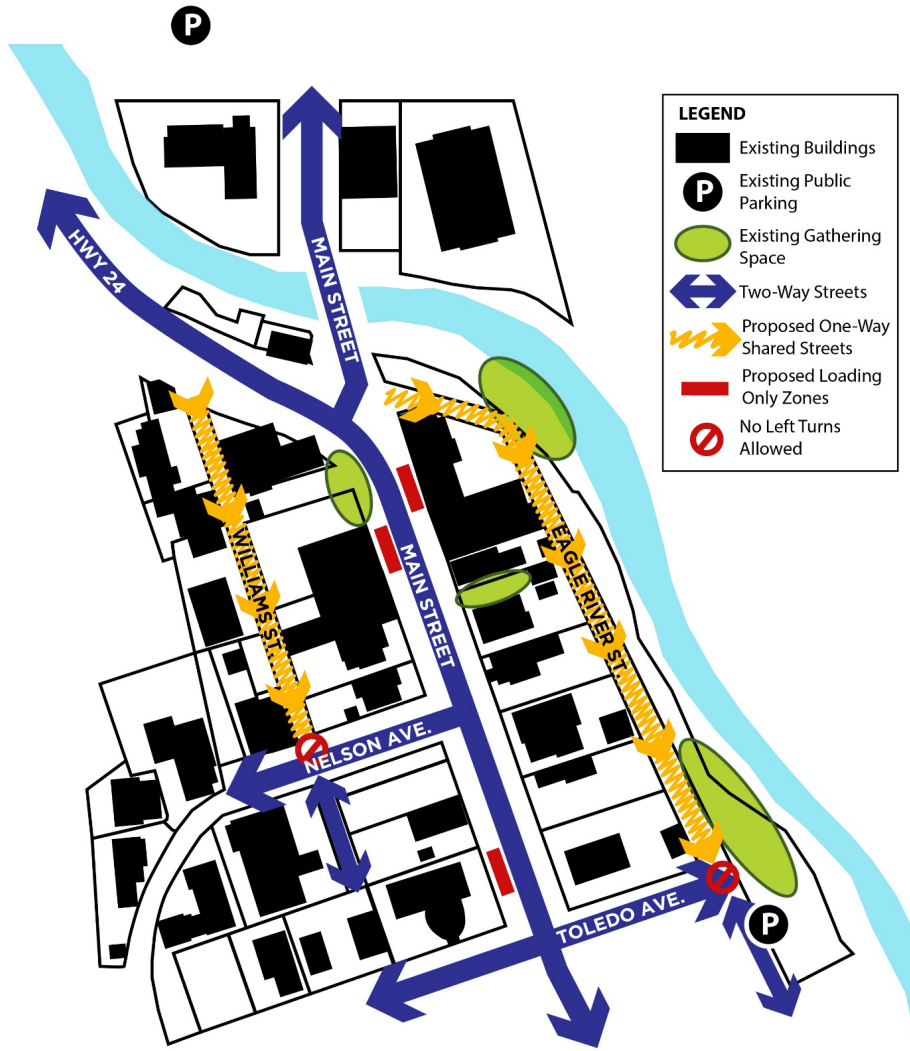 P
LEGEND
Existing Buildings
P
Existing Public
Parking
Existing Gathering
Space
Two-Way Streets
Proposed One-Way
Shared Streets
Proposed Loading
Only Zones
No Left Turns
Allowed
HWY 24
MAIN STREET
WILLIAMS ST.
MAIN STREET
EAGLE RIVER ST.
NELSON AVE.
TOLEDO AVE.
P